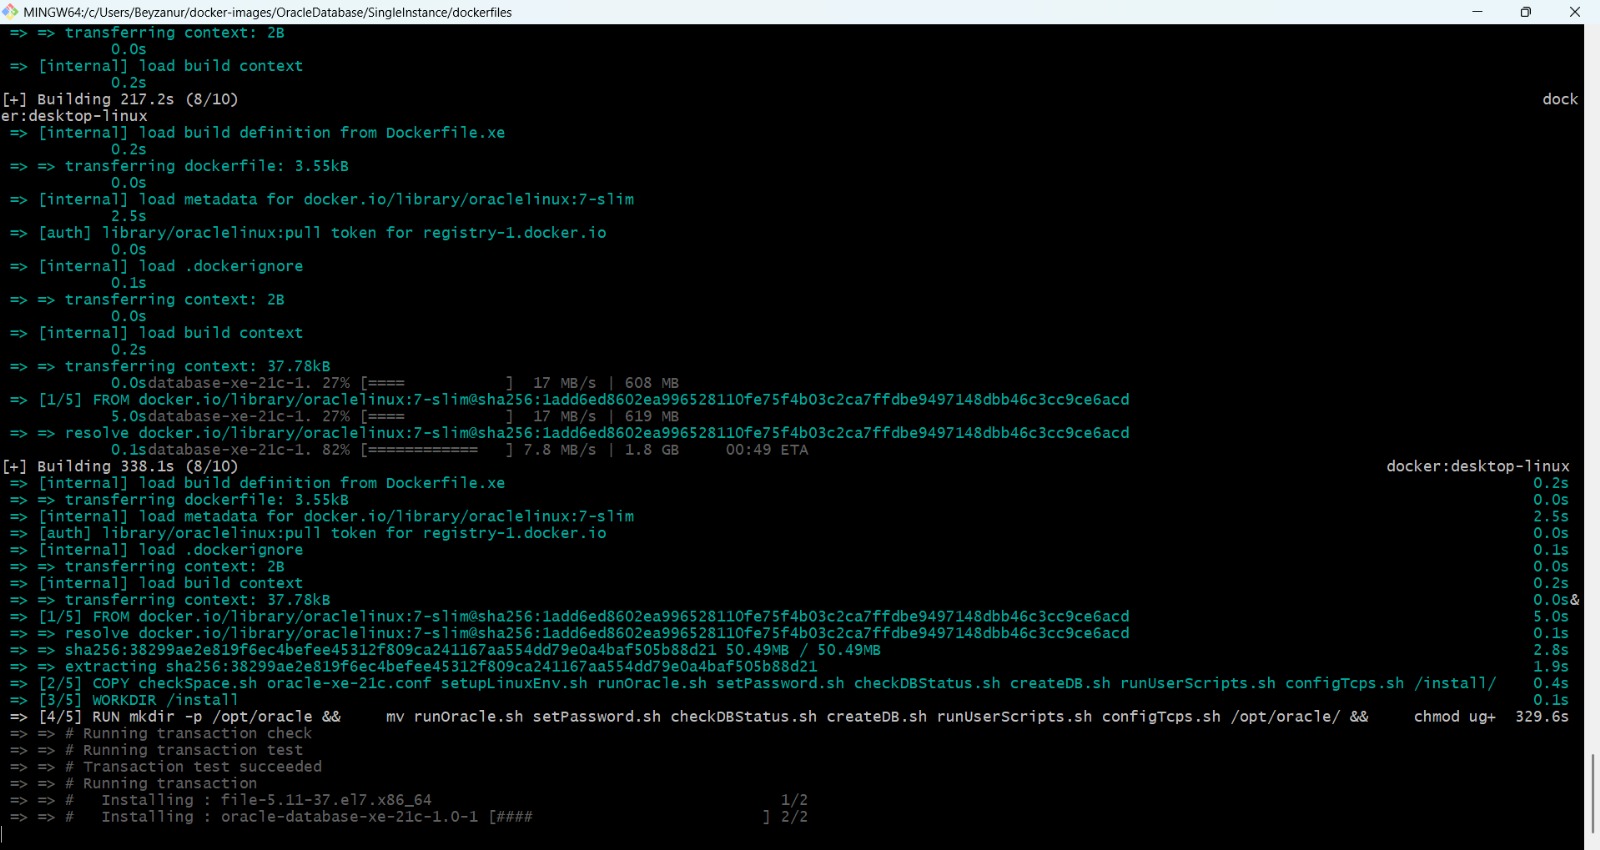 MINGW64:/c/Users/Beyzanur/docker-images/OracleDatabase/SingleInstance/dockerfiles
=> => transferring context: 2B
0.0s
=> [internal] load build context
0.2s
[+] Building 217.2s (8/10) dock
er:desktop-linux
=> [internal] load build definition from Dockerfile.xe
0.2s
=> => transferring dockerfile: 3.55kB
0.0s
=> [internal] load metadata for docker.io/library/oraclelinux:7-slim
2.5s
=> [auth] library/oraclelinux:pull token for registry-1.docker.io
0.0s
=> [internal] load .dockerignore
0.1s
=> => transferring context: 2B
0.0s
=> [internal] load build context
0.2s
=> => transferring context: 37.78kB
0.0sdatabase-xe-21c-1. 27% [==== ] 17 MB/s | 608 MB
=> [1/5] FROM docker.io/library/oraclelinux:7-slim@sha256:1add6ed8602ea996528110fe75f4b03c2ca7ffdbe9497148dbb46c3cc9ce6acd
5.0sdatabase-xe-21c-1. 27% [==== ] 17 MB/s | 619 MB
=> => resolve docker.io/library/oraclelinux:7-slim@sha256:1add6ed8602ea996528110fe75f4b03c2ca7ffdbe9497148dbb46c3cc9ce6acd
0.1sdatabase-xe-21c-1. 82% [============ ] 7.8 MB/s | 1.8 GB 00:49 ETA
[+] Building 338.1s (8/10) docker:desktop-linux
=> [internal] load build definition from Dockerfile.xe 0.2s
=> => transferring dockerfile: 3.55kB 0.0s
=> [internal] load metadata for docker.io/library/oraclelinux:7-slim 2.5s
=> [auth] library/oraclelinux:pull token for registry-1.docker.io 0.0s
=> [internal] load .dockerignore 0.1s
=> => transferring context: 2B 0.0s
=> [internal] load build context 0.2s
=> => transferring context: 37.78kB 0.0s&
=> [1/5] FROM docker.io/library/oraclelinux:7-slim@sha256:1add6ed8602ea996528110fe75f4b03c2ca7ffdbe9497148dbb46c3cc9ce6acd 5.0s
=> => resolve docker.io/library/oraclelinux:7-slim@sha256:1add6ed8602ea996528110fe75f4b03c2ca7ffdbe9497148dbb46c3cc9ce6acd 0.1s
=> => sha256:38299ae2e819f6ec4befee45312f809ca241167aa554dd79e0a4baf505b88d21 50.49MB / 50.49MB 2.8s
=> => extracting sha256:38299ae2e819f6ec4befee45312f809ca241167aa554dd79e0a4baf505b88d21 1.9s
=> [2/5] COPY checkSpace.sh oracle-xe-21c.conf setupLinuxEnv.sh runOracle.sh setPassword.sh checkDBStatus.sh createDB.sh runUserScripts.sh configTcps.sh /install/ 0.4s
=> [3/5] WORKDIR /install 0.1s
=> [4/5] RUN mkdir -p /opt/oracle && mv runOracle.sh setPassword.sh checkDBStatus.sh createDB.sh runUserScripts.sh configTcps.sh /opt/oracle/ && chmod ug+ 329.6s
=> => # Running transaction check
=> => # Running transaction test
=> => # Transaction test succeeded
=> => # Running transaction
=> => # Installing : file-5.11-37.el7.x86_64 1/2
=> => # Installing : oracle-database-xe-21c-1.0-1 [#### ] 2/2